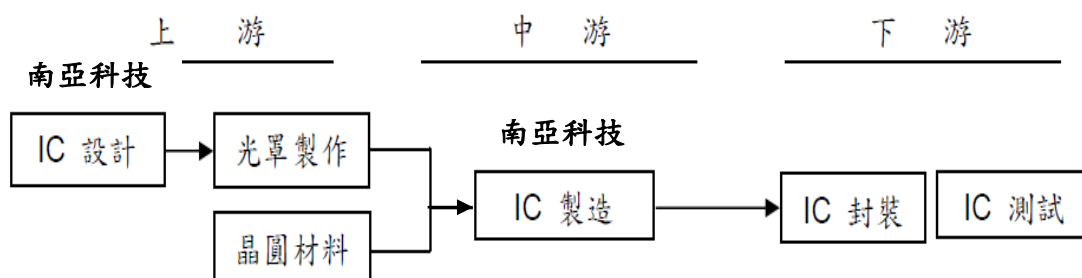 上 游
中 游
下 游
南亞科技
IC 設計
光罩製作
晶圓材料
南亞科技
IC 製造
IC 封裝
IC 測試